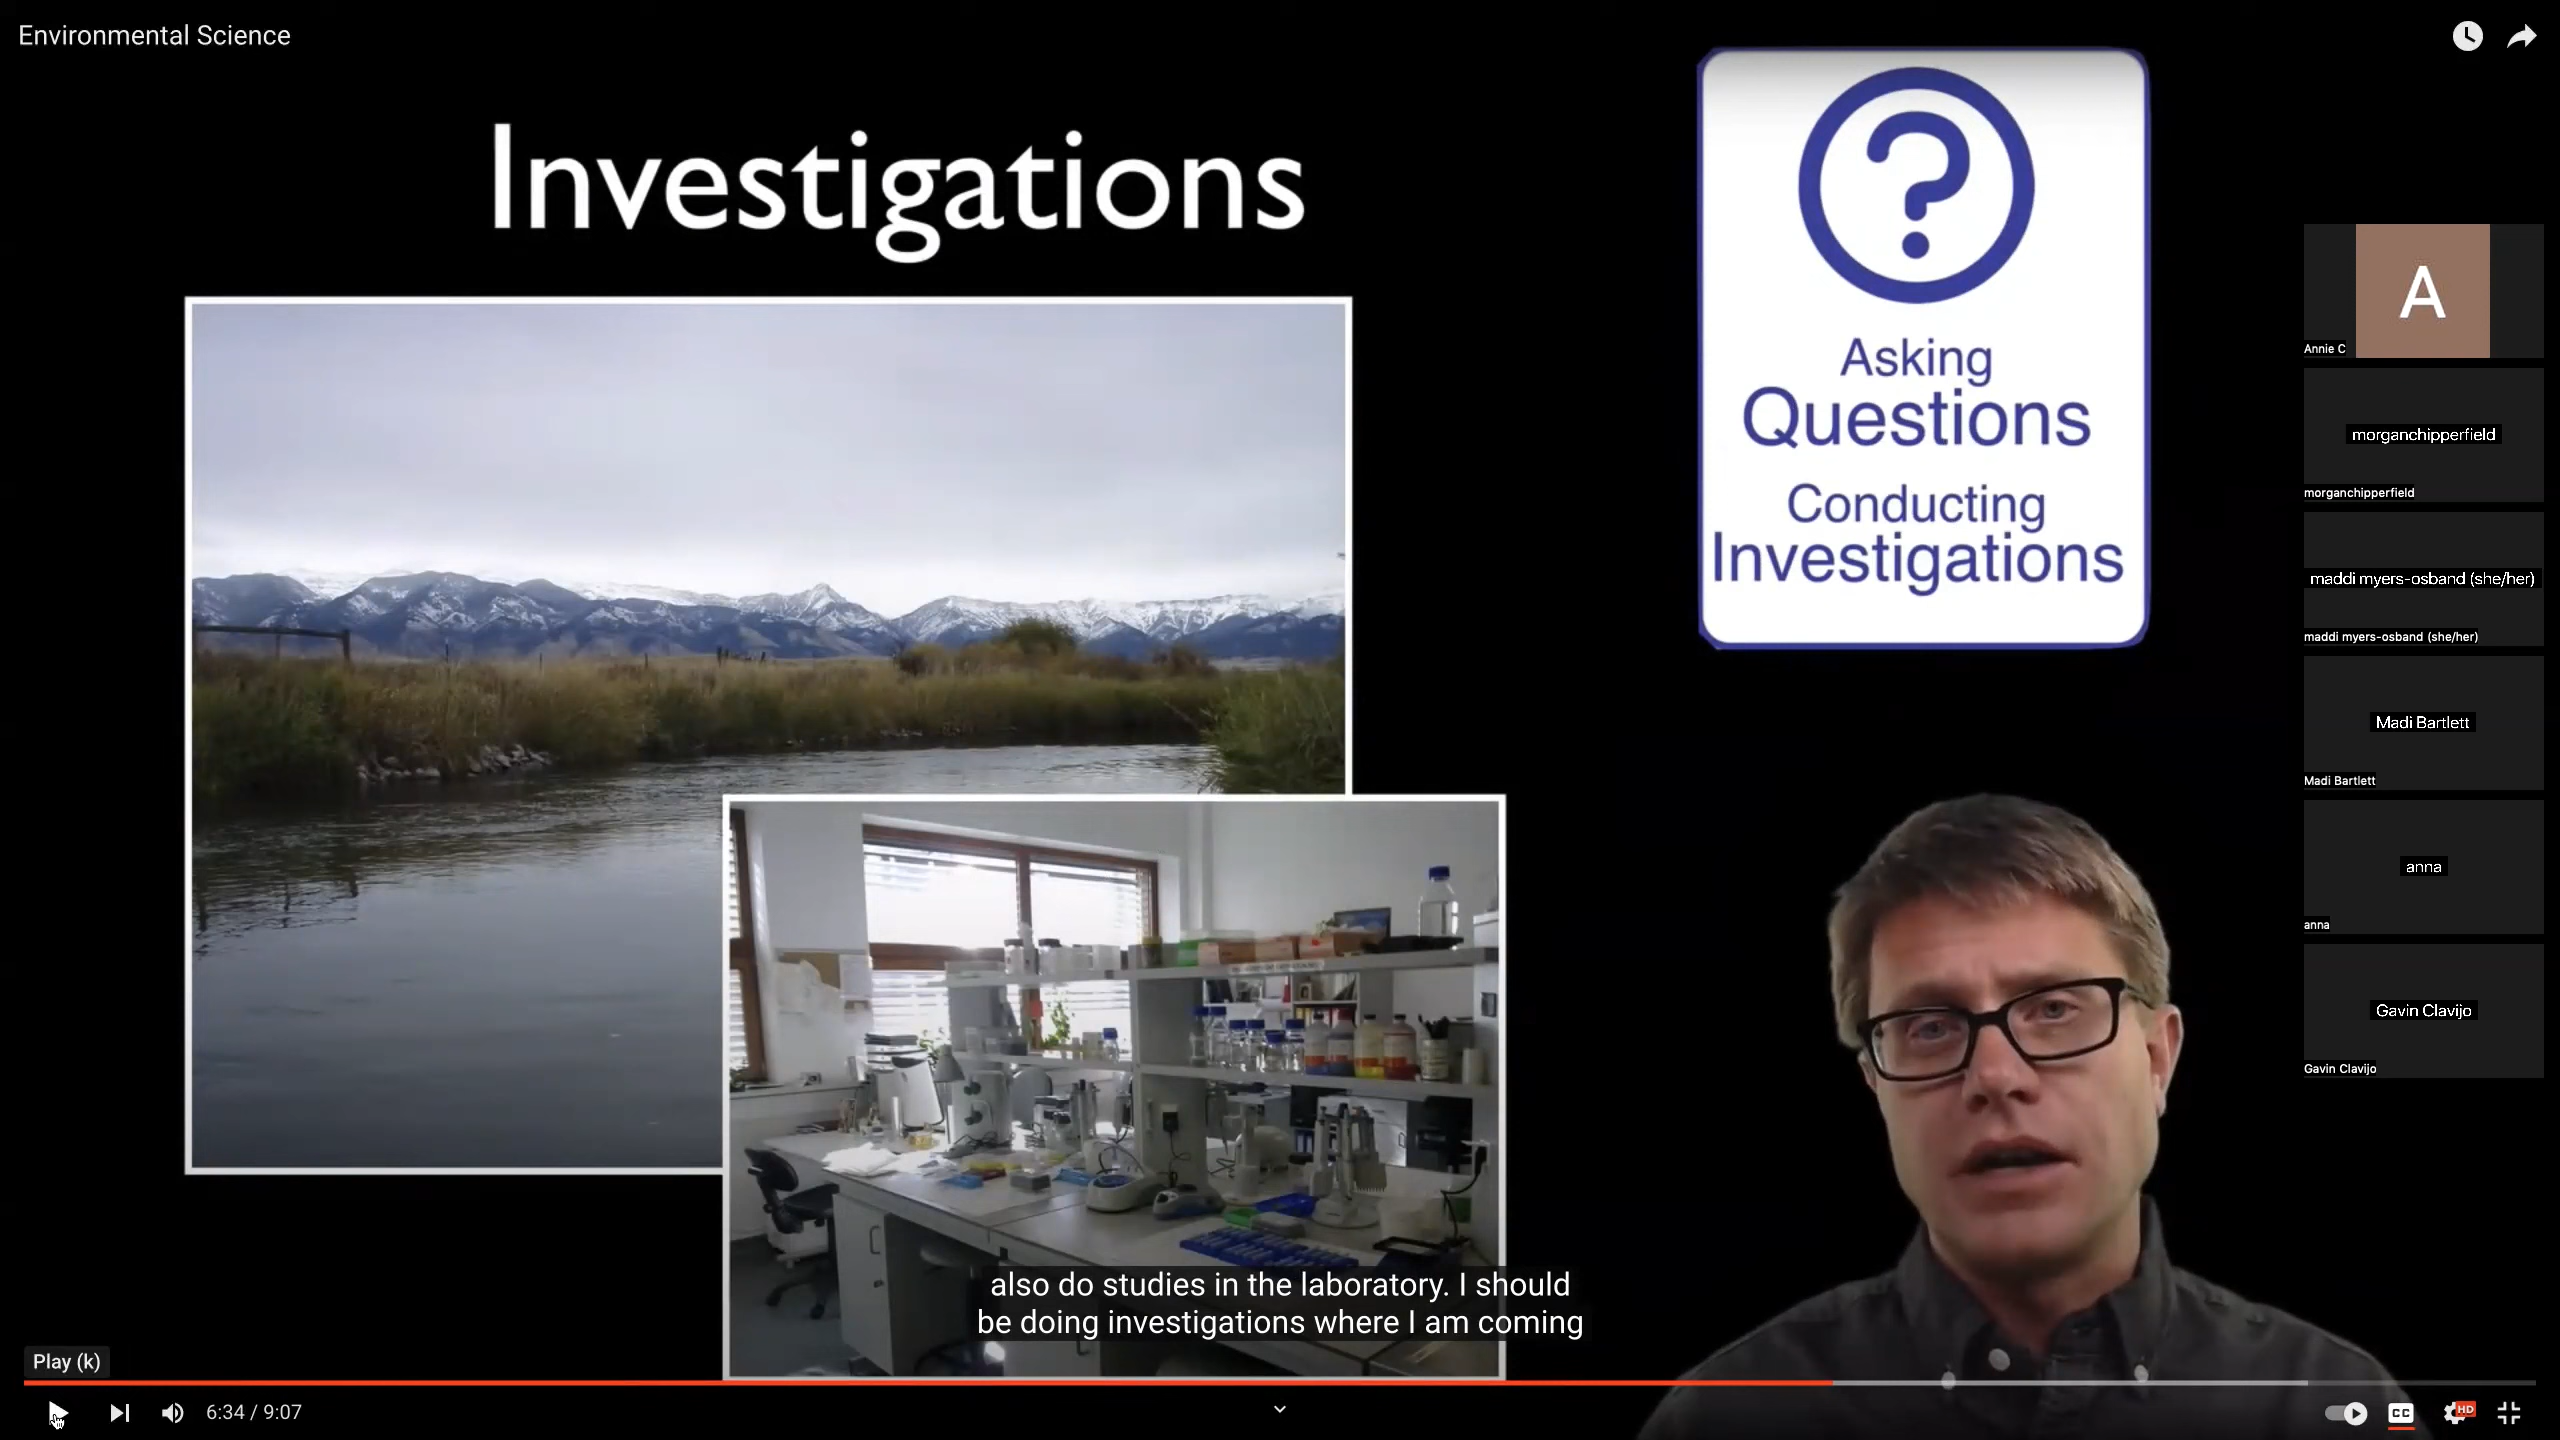 Environmental Science
Investigations
?
Asking
Questions
Conducting
Investigations
A
Annie C
morganchipperfield
morganchipperfield
maddi myers-osband (she/her)
maddi myers-osband (she/her)
Madi Bartlett
Madi Bartlett
anna
anna
Gavin Clavijo
Gavin Clavijo
also do studies in the laboratory. I should
be doing investigations where I am coming
Play (k)
6:34 / 9:07
CC
HD